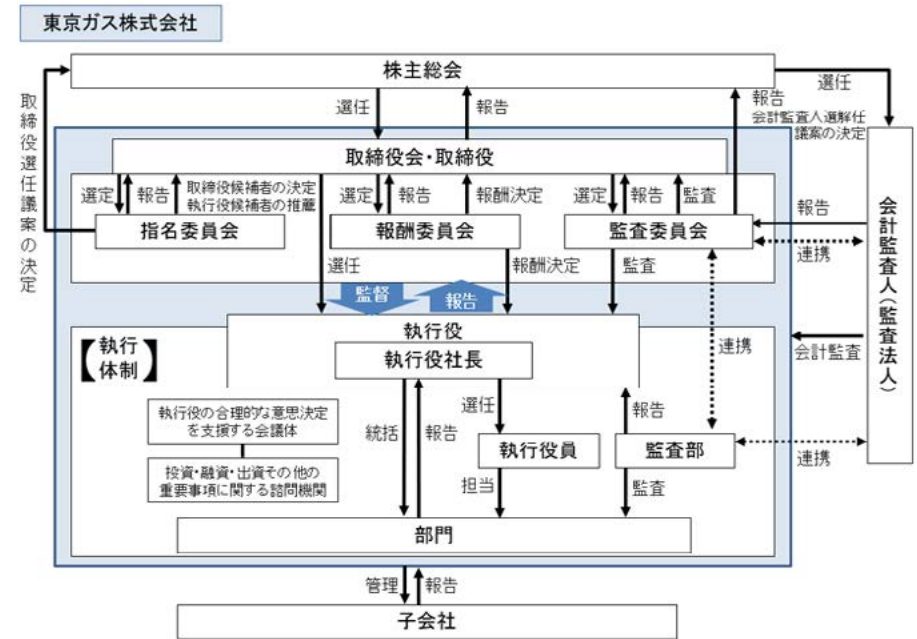 東京ガス株式会社
株主総会
選任
報告
報告
会計監査人選解任
議案の決定
選任
取締役選任議案の決定
取締役会・取締役
選定
報告
取締役候補者の決定
執行役候補者の推薦
選定
報告
報酬決定
選定
報告
監査
指名委員会
報酬委員会
監査委員会
報告
連携
選任
監督
報告
報酬決定
監査
会計監査人(監査法人)
執行役
執行役社長
【執行
体制】
連携
会計監査
執行役の合理的な意思決定
を支援する会議体
統括
報告
選任
報告
執行役員
監査部
連携
投資・融資・出資その他の
重要事項に関する諮問機関
担当
監査
部門
管理
報告
子会社